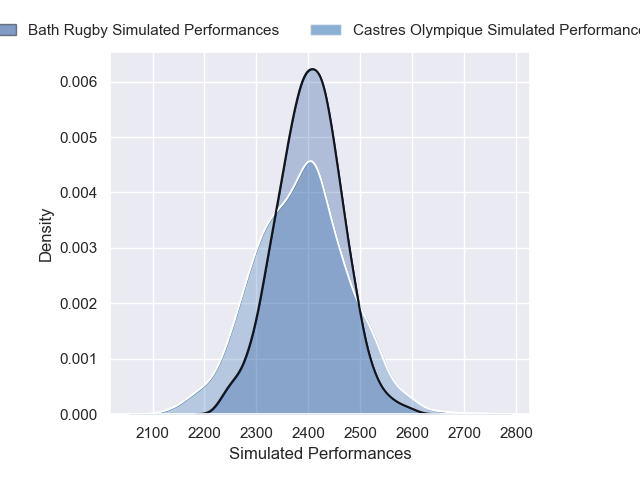 Bath Rugby Simulated Performances
Castres Olympique Simulated Performanc
0.006
0.005
0.004
0.003
0.002
0.001
0.000
Density
2100 2200 2300 2400 2500 2600 2700 2800
Simulated Performances